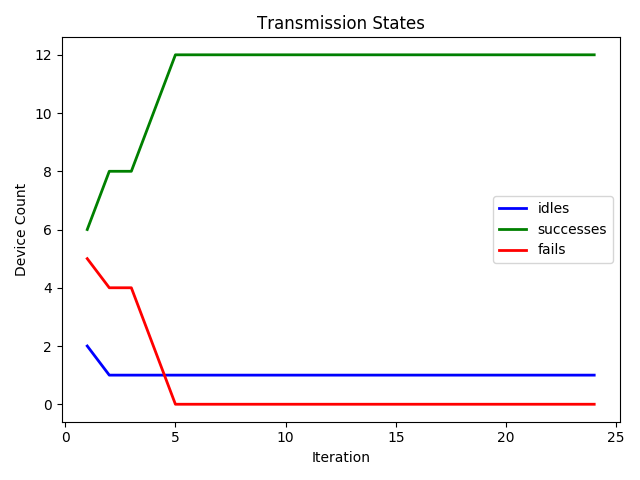 Transmission States
Device Count
12
10
8
6
4
2
0
idles
successes
fails
0 5 10 15 20 25
Iteration